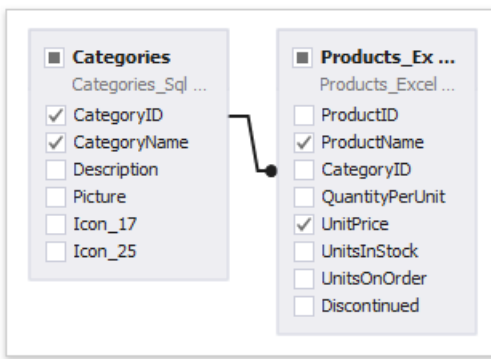 Categories
Categories_Sql ...
CategoryID
CategoryName
Description
Picture
Icon_17
Icon_25
Products_Ex ...
Products_Excel ...
ProductID
ProductName
CategoryID
QuantityPerUnit
UnitPrice
UnitsInStock
UnitsOnOrder
Discontinued